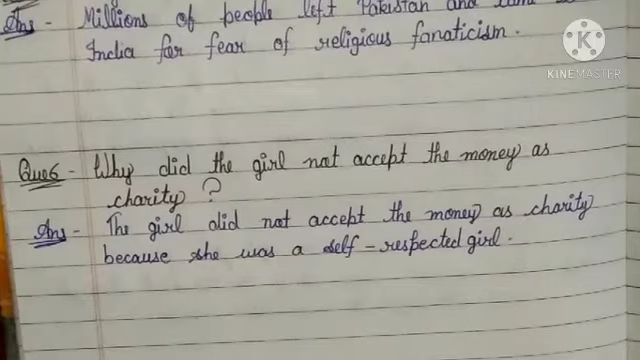 Ans - Millions of people left Pakistan and
India for fear of religious fanaticism.
KINEMASTER
Ques - Why did the girl not accept the money as
charity?
Ans - The girl did not accept the money as charity
because she was a self-respected girl.